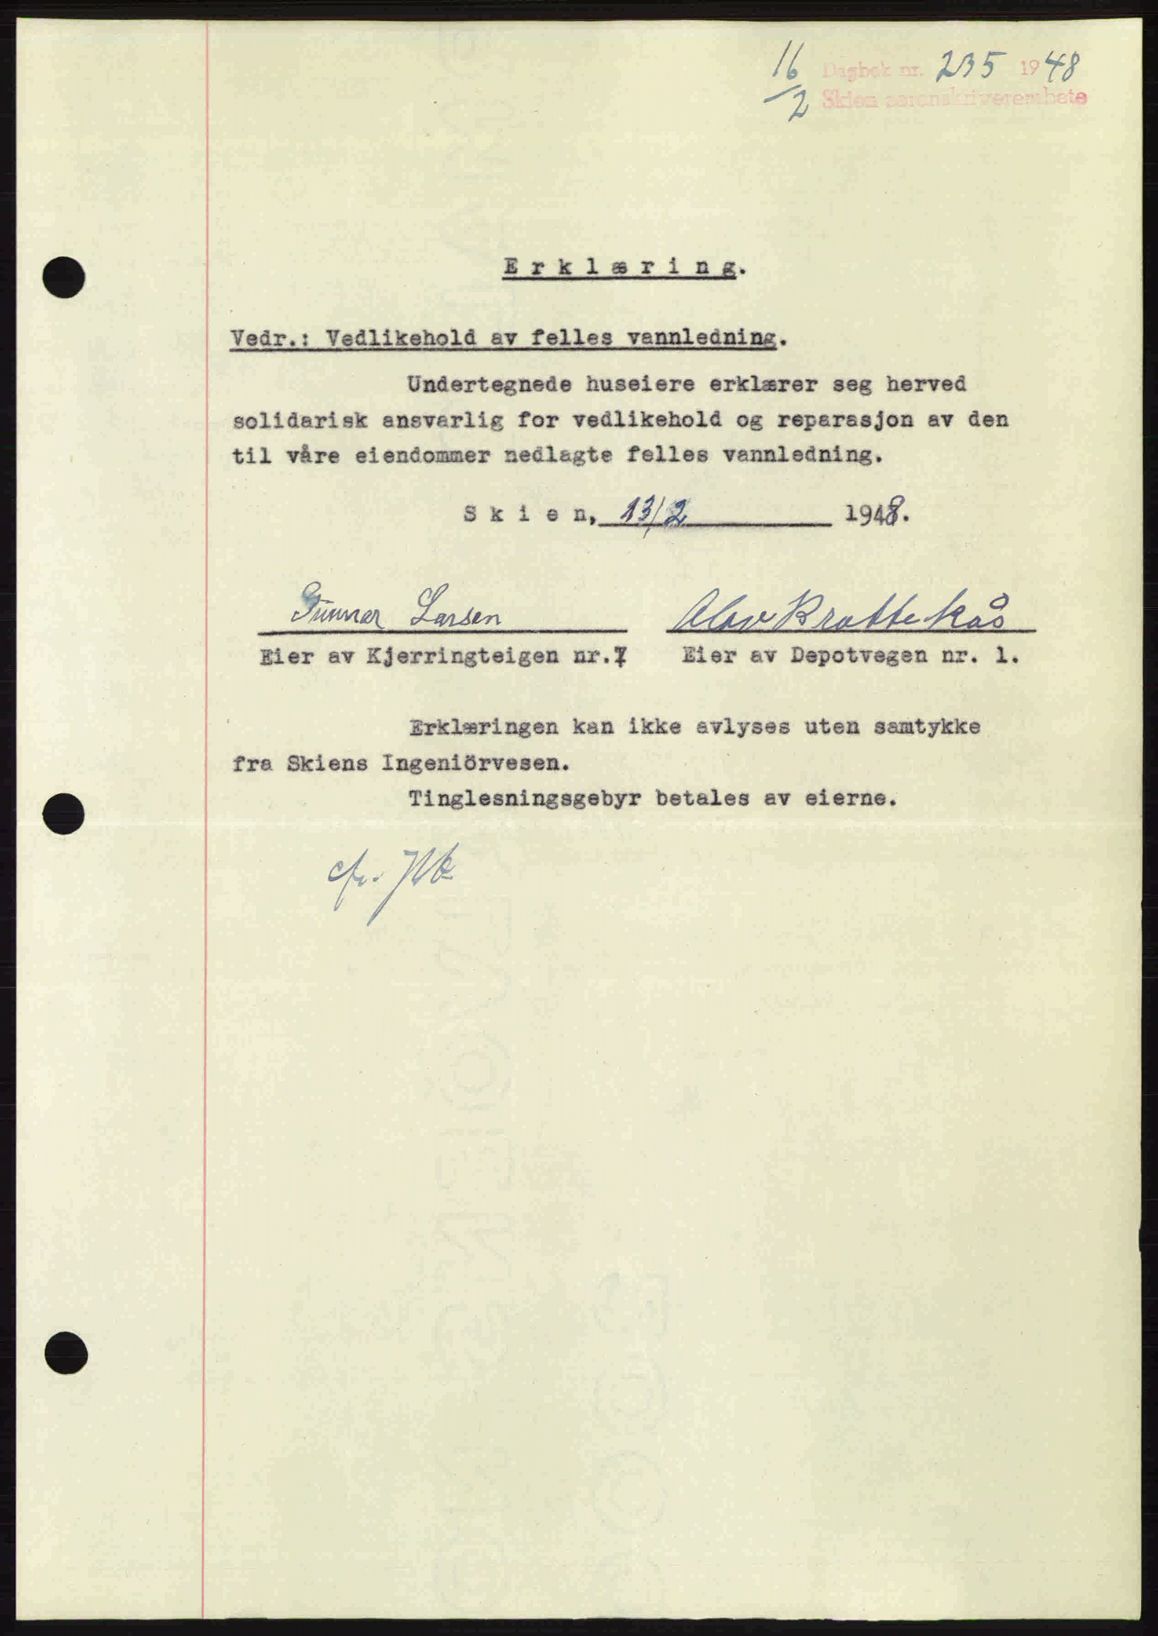 16/2 Dagbok nr. 235 1948
Skien sorenskriverembete
Erklæring.
Vedr.: Vedlikehold av felles vannledning.
Undertegnede huseiere erklærer seg herved
solidarisk ansvarlig for vedlikehold og reparasjon av den
til våre eiendommer nedlagte felles vannledning.
Skien, 13/2 1948.
Gunnar Larsen Olav Brattekås
Eier av Kjerringteigen nr. 7 Eier av Depotvegen nr. 1.
Erklæringen kan ikke avlyses uten samtykke
fra Skiens Ingeniörvesen.
Tinglesningsgebyr betales av eierne.